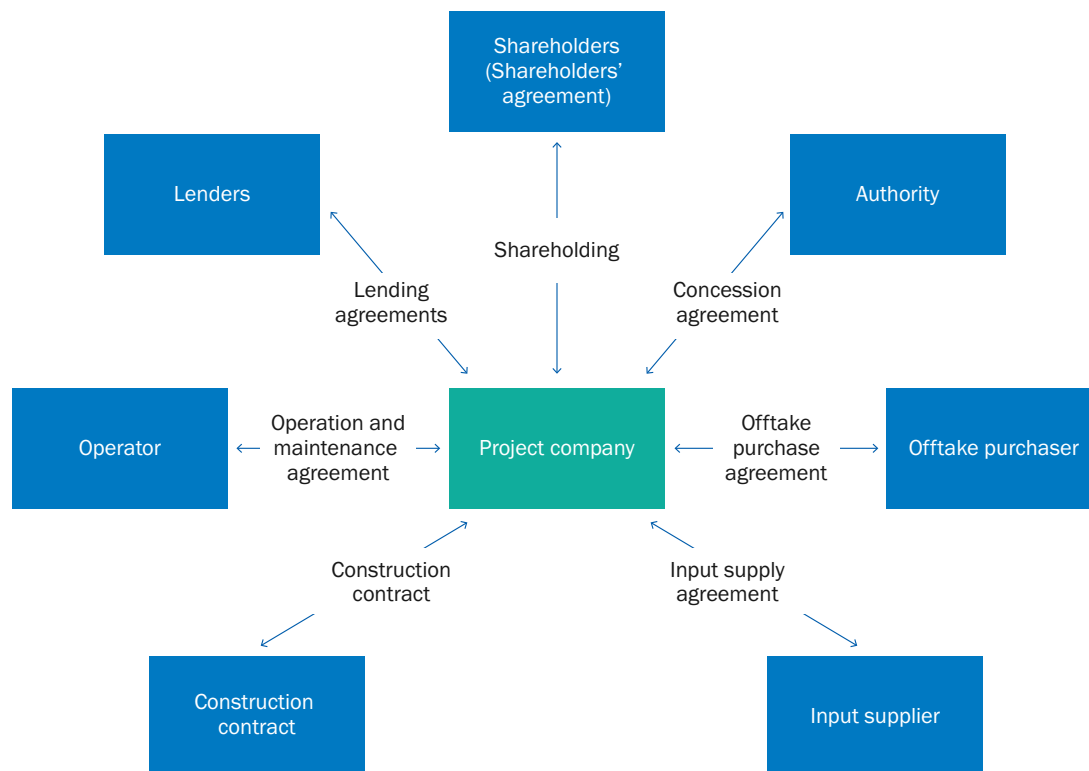 Shareholders
(Shareholders'
agreement)
Lenders
Authority
Shareholding
Lending
agreements
Concession
agreement
Operator
Operation and
maintenance
agreement
Project company
Offtake
purchase
agreement
Offtake purchaser
Construction
contract
Input supply
agreement
Construction
contract
Input supplier